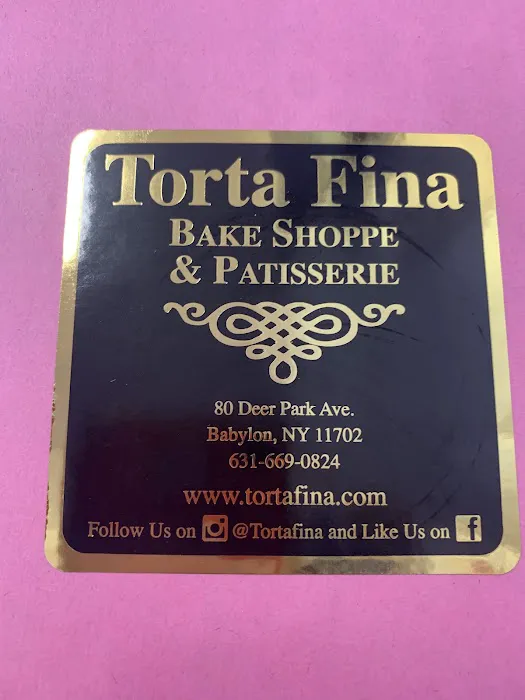 Torta Fina
BAKE SHOPPE
& PATISSERIE
80 Deer Park Ave.
Babylon, NY 11702
631-669-0824
www.tortafina.com
Follow Us on @Tortafina and Like Us on f